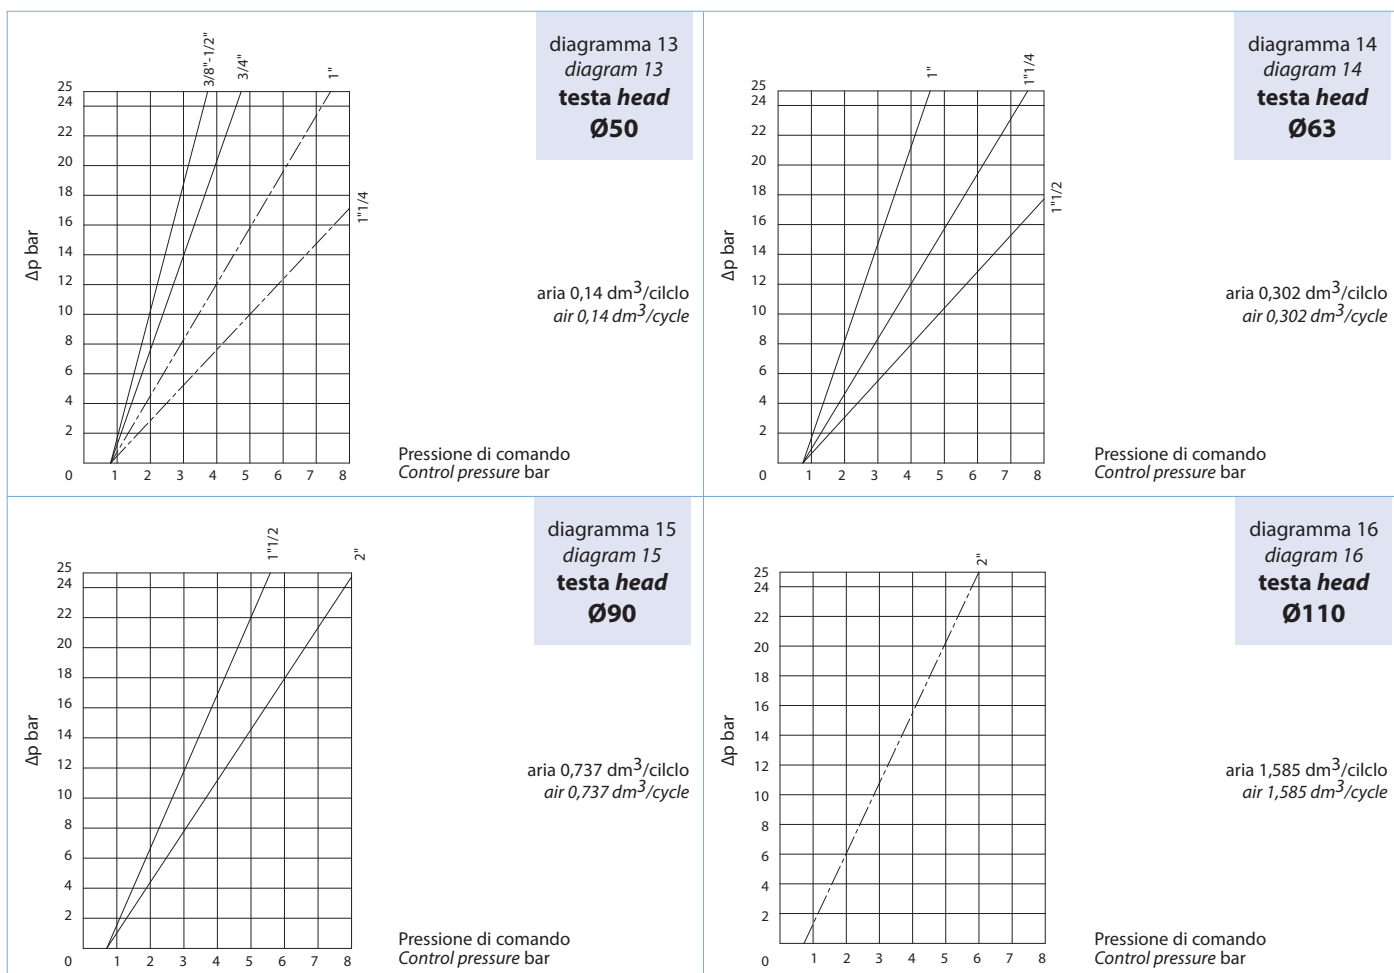 diagramma 13
diagram 13
testa head
Ø50
3/8"-1/2"
3/4"
1"
1"1/4
25
24
22
20
18
16
14
12
10
8
6
4
2
0
Δp bar
1 2 3 4 5 6 7 8
aria 0,14 dm3/cilclo
air 0,14 dm3/cycle
Pressione di comando
Control pressure bar
diagramma 14
diagram 14
testa head
Ø63
1"
1"1/4
1"1/2
25
24
22
20
18
16
14
12
10
8
6
4
2
0
Δp bar
1 2 3 4 5 6 7 8
aria 0,302 dm3/cilclo
air 0,302 dm3/cycle
Pressione di comando
Control pressure bar
diagramma 15
diagram 15
testa head
Ø90
1"1/2
2"
25
24
22
20
18
16
14
12
10
8
6
4
2
0
Δp bar
1 2 3 4 5 6 7 8
aria 0,737 dm3/cilclo
air 0,737 dm3/cycle
Pressione di comando
Control pressure bar
diagramma 16
diagram 16
testa head
Ø110
2"
25
24
22
20
18
16
14
12
10
8
6
4
2
0
Δp bar
1 2 3 4 5 6 7 8
aria 1,585 dm3/cilclo
air 1,585 dm3/cycle
Pressione di comando
Control pressure bar